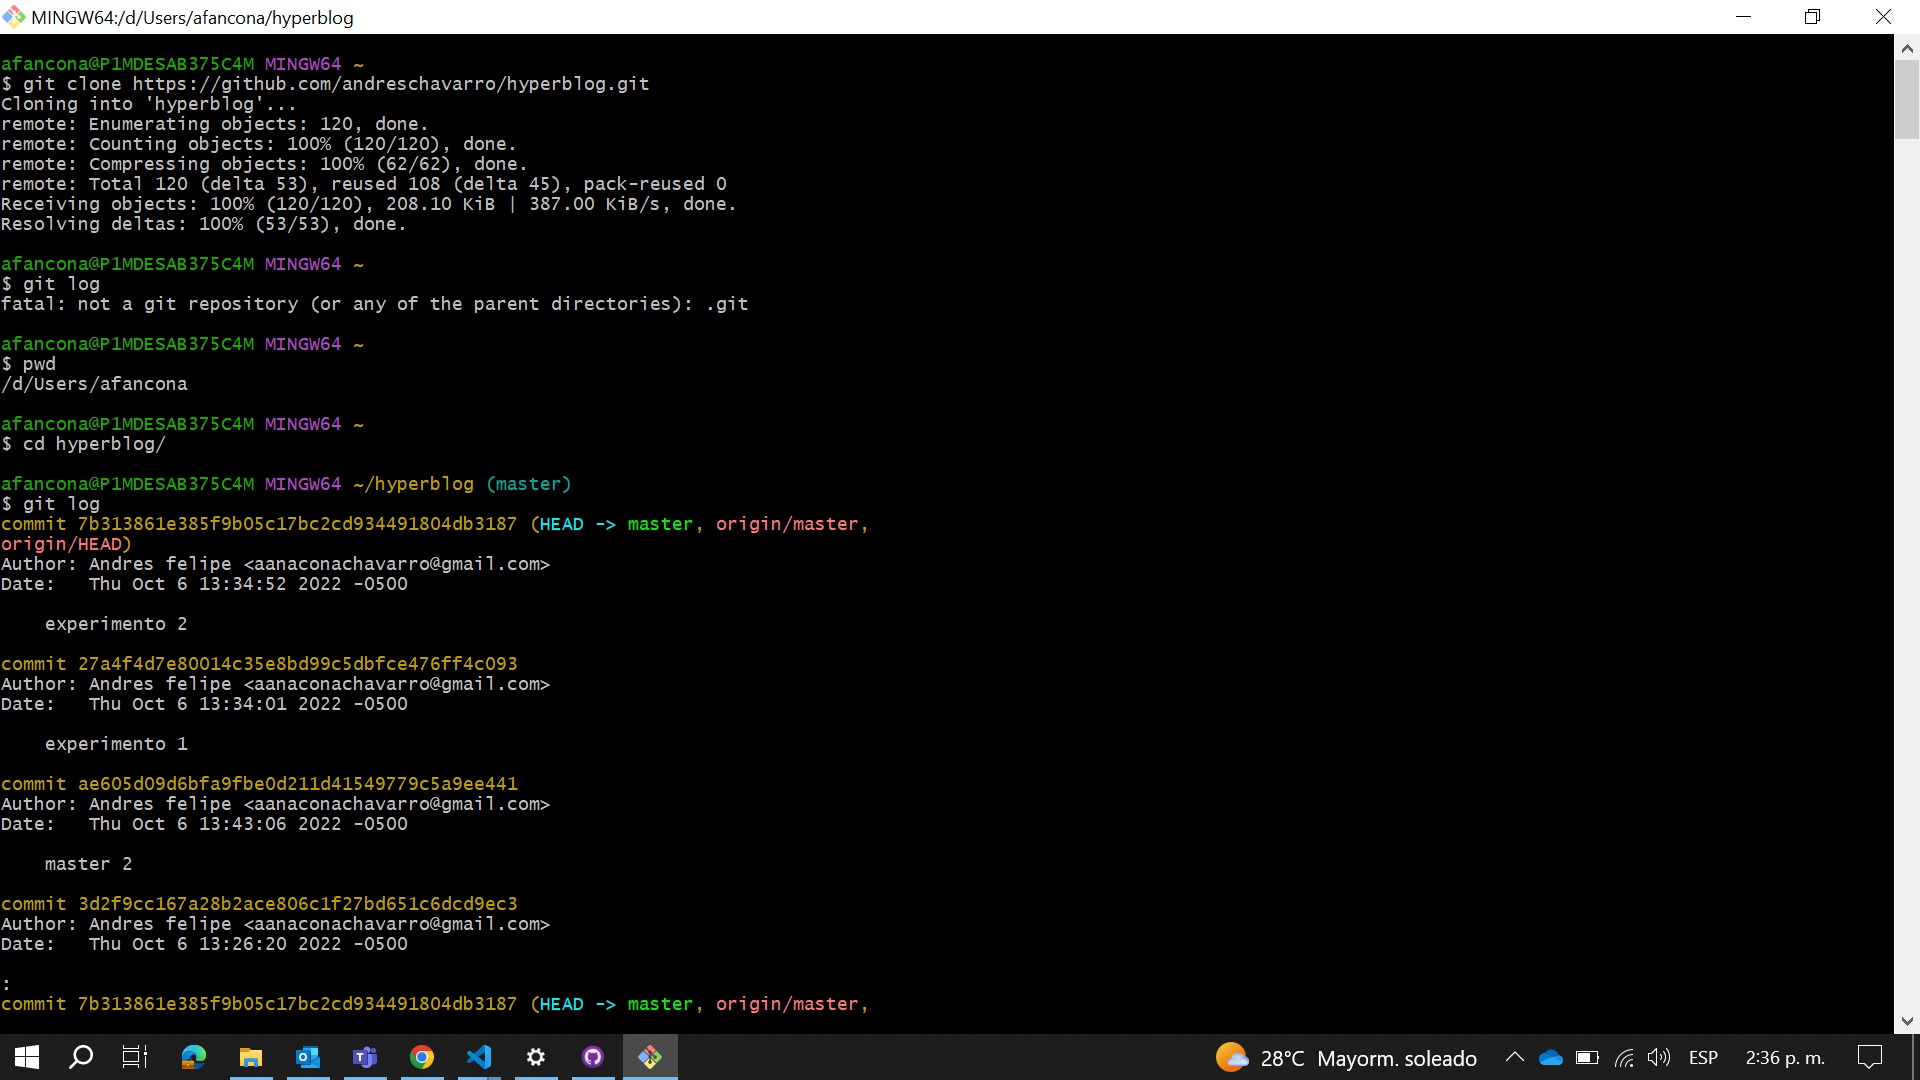 MINGW64:/d/Users/afancona/hyperblog
afancona@P1MDESAB375C4M MINGW64 ~
$ git clone https://github.com/andreschavarro/hyperblog.git
Cloning into 'hyperblog'...
remote: Enumerating objects: 120, done.
remote: Counting objects: 100% (120/120), done.
remote: Compressing objects: 100% (62/62), done.
remote: Total 120 (delta 53), reused 108 (delta 45), pack-reused 0
Receiving objects: 100% (120/120), 208.10 KiB | 387.00 KiB/s, done.
Resolving deltas: 100% (53/53), done.
afancona@P1MDESAB375C4M MINGW64 ~
$ git log
fatal: not a git repository (or any of the parent directories): .git
afancona@P1MDESAB375C4M MINGW64 ~
$ pwd
/d/Users/afancona
afancona@P1MDESAB375C4M MINGW64 ~
$ cd hyperblog/
afancona@P1MDESAB375C4M MINGW64 ~/hyperblog (master)
$ git log
commit 7b313861e385f9b05c17bc2cd934491804db3187 (HEAD -> master, origin/master,
origin/HEAD)
Author: Andres felipe <aanaconachavarro@gmail.com>
Date:   Thu Oct 6 13:34:52 2022 -0500
experimento 2
commit 27a4f4d7e80014c35e8bd99c5dbfce476ff4c093
Author: Andres felipe <aanaconachavarro@gmail.com>
Date:   Thu Oct 6 13:34:01 2022 -0500
experimento 1
commit ae605d09d6bfa9fbe0d211d41549779c5a9ee441
Author: Andres felipe <aanaconachavarro@gmail.com>
Date:   Thu Oct 6 13:43:06 2022 -0500
master 2
commit 3d2f9cc167a28b2ace806c1f27bd651c6dcd9ec3
Author: Andres felipe <aanaconachavarro@gmail.com>
Date:   Thu Oct 6 13:26:20 2022 -0500
:
commit 7b313861e385f9b05c17bc2cd934491804db3187 (HEAD -> master, origin/master,
28°C Mayorm. soleado ESP 2:36 p. m.